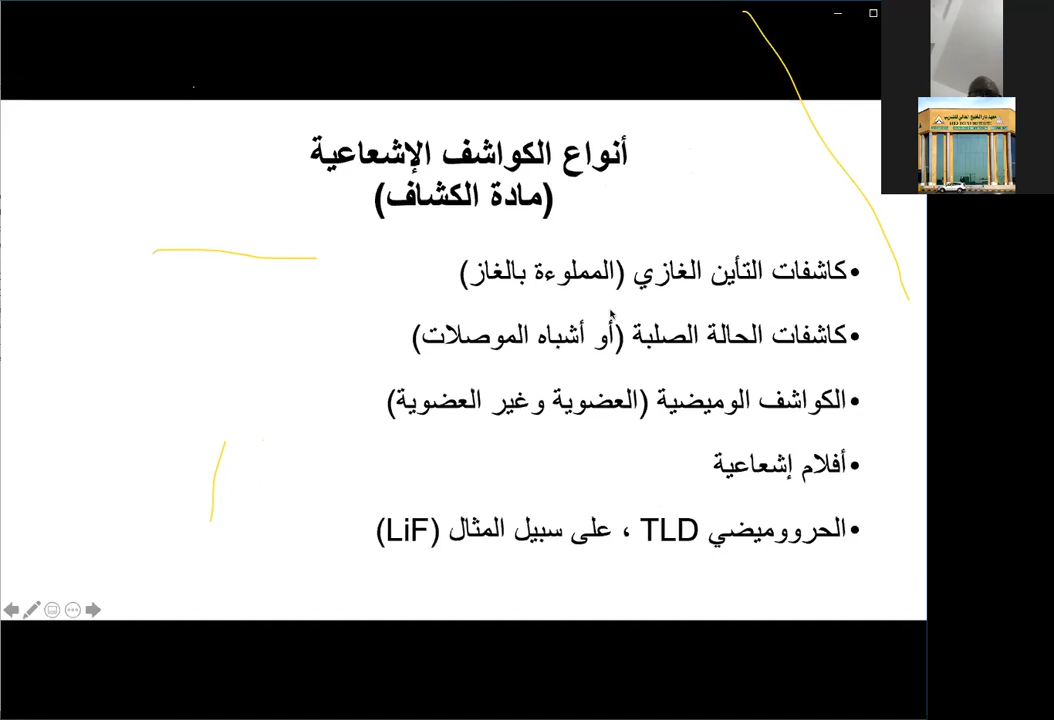 أنواع الكواشف الإشعاعية
(مادة الكشاف)
•كاشفات التأين الغازي (المملوءة بالغاز)
•كاشفات الحالة الصلبة (أو أشباه الموصلات)
•الكواشف الوميضية (العضوية وغير العضوية)
•أفلام إشعاعية
•الحرووميضي TLD ، على سبيل المثال (LiF)